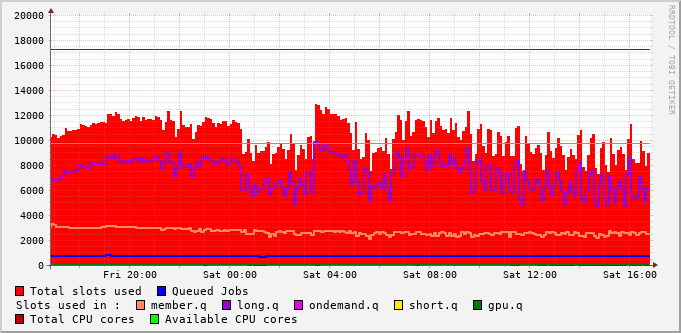 20000
18000
16000
14000
12000
10000
8000
6000
4000
2000
0
Fri 20:00 Sat 00:00 Sat 04:00 Sat 08:00 Sat 12:00 Sat 16:00
Total slots used Queued Jobs
Slots used in : member.q long.q ondemand.q short.q gpu.q
Total CPU cores Available CPU cores
RRDTOOL / TOBI OETIKER